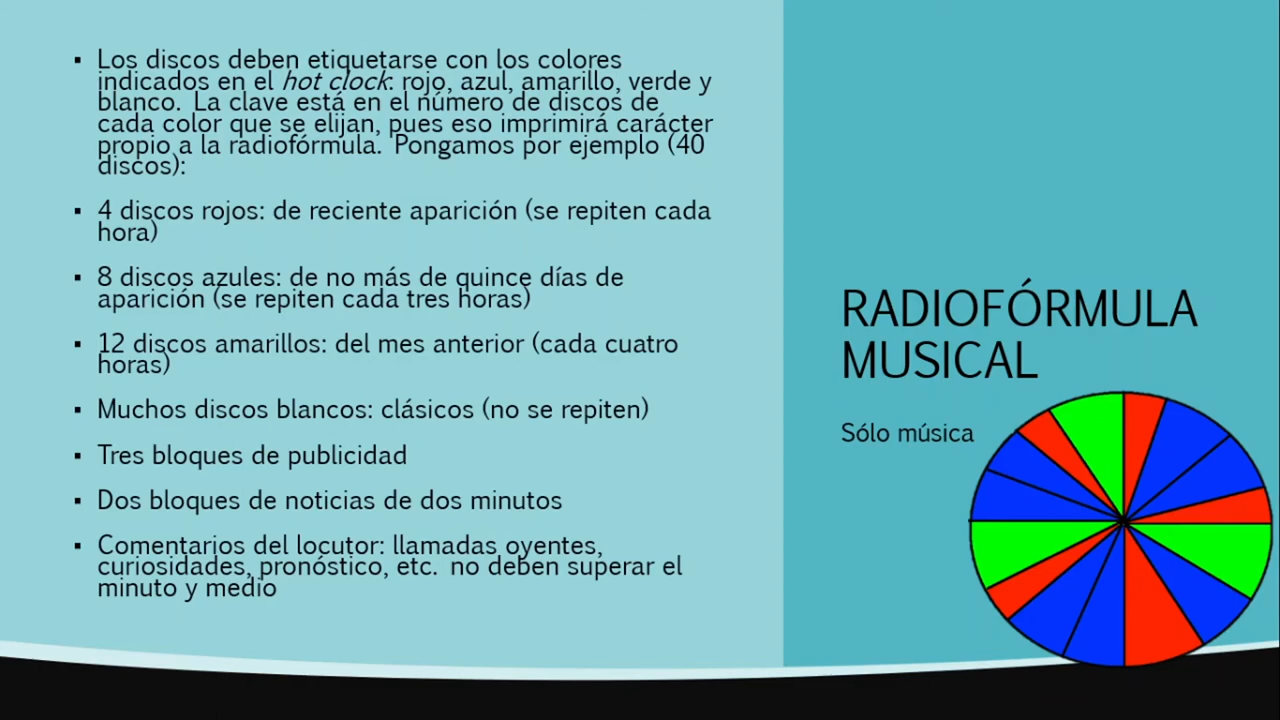 ▪ Los discos deben etiquetarse con los colores
indicados en el hot clock: rojo, azul, amarillo, verde y
blanco. La clave está en el número de discos de
cada color que se elijan, pues eso imprimirá carácter
propio a la radiofórmula. Pongamos por ejemplo (40
discos):
▪ 4 discos rojos: de reciente aparición (se repiten cada
hora)
▪ 8 discos azules: de no más de quince días de
aparición (se repiten cada tres horas)
▪ 12 discos amarillos: del mes anterior (cada cuatro
horas)
▪ Muchos discos blancos: clásicos (no se repiten)
▪ Tres bloques de publicidad
▪ Dos bloques de noticias de dos minutos
▪ Comentarios del locutor: llamadas oyentes,
curiosidades, pronóstico, etc. no deben superar el
minuto y medio
RADIOFÓRMULA
MUSICAL
Sólo música